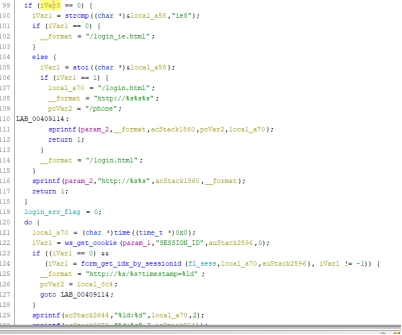 99 if (iVar3 == 0) {
100 iVar1 = strcmp((char *)&local_a58,"ie8");
101 if (iVar1 == 0) {
102 __format = "/login_ie.html";
103 }
104 else {
105 iVar1 = atoi((char *)&local_a58);
106 if (iVar1 == 1) {
107 local_a70 = "/login.html";
108 __format = "http://%s%s%s";
109 pcVar2 = "/phone";
110 LAB_00409114:
111 sprintf(param_2,__format,acStack1860,pcVar2,local_a70);
112 return 1;
113 }
114 __format = "/login.html";
115 }
116 sprintf(param_2,"http://%s%s",acStack1860,__format);
117 return 1;
118 }
119 login_err_flag = 0;
120 do {
121 local_a70 = (char *)time((time_t *)0x0);
122 iVar1 = ws_get_cookie(param_1,"SESSION_ID",auStack2596,0);
123 if ((iVar1 == 0) &&
124 (iVar1 = form_get_idx_by_sessionid(fl_sess,local_a70,auStack2596), iVar1 != -1)) {
125 __format = "http://%s/%s?timestamp=%ld";
126 pcVar2 = local_8c4;
127 goto LAB_00409114;
128 }
129 sprintf(acStack2644,"%ld:%d",local_a70,2);